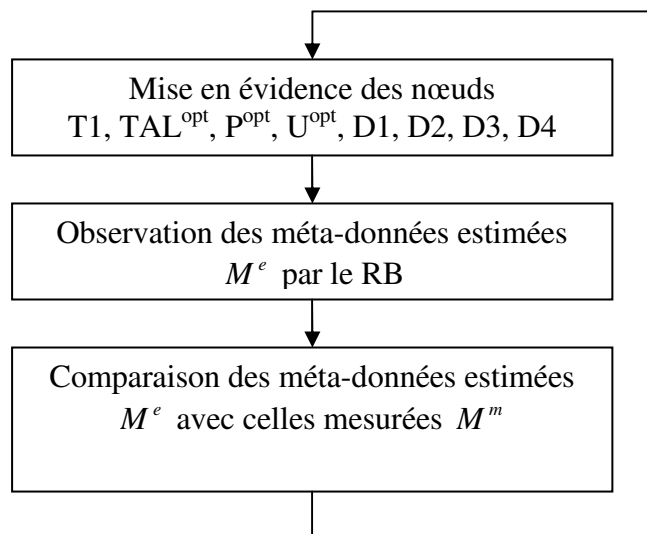 Mise en évidence des nœuds
T1, TAL^opt, P^opt, U^opt, D1, D2, D3, D4
Observation des méta-données estimées
M^e par le RB
Comparaison des méta-données estimées
M^e avec celles mesurées M^m